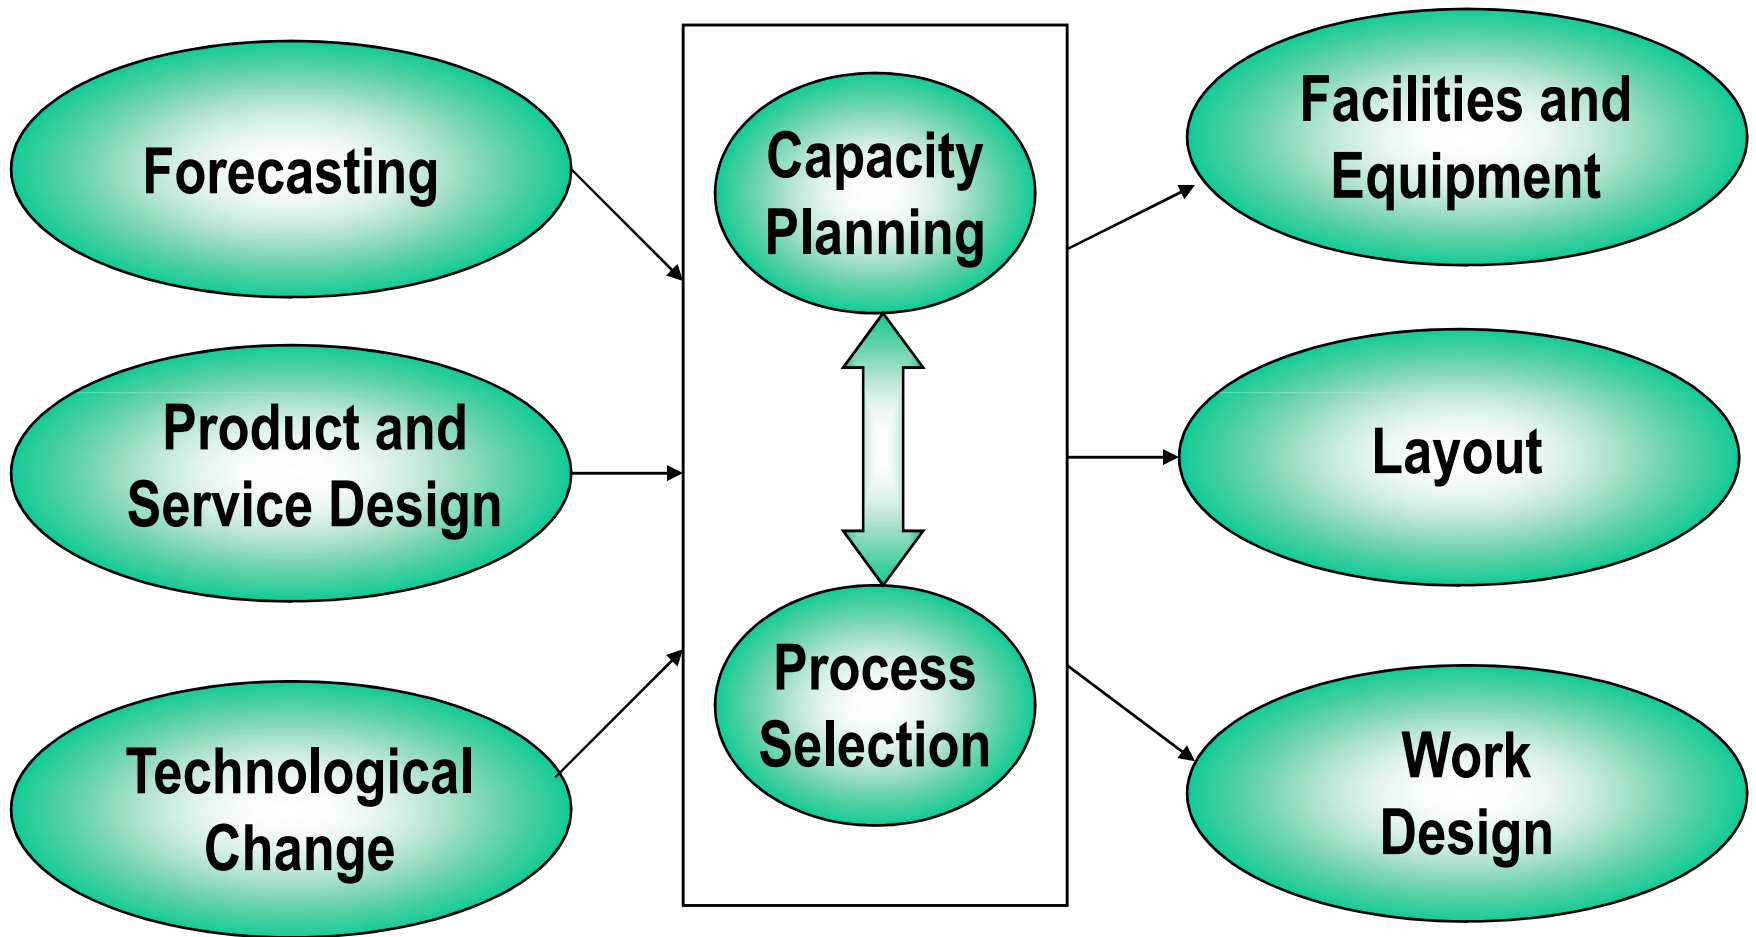 Forecasting
Product and
Service Design
Technological
Change
Capacity
Planning
Process
Selection
Facilities and
Equipment
Layout
Work
Design